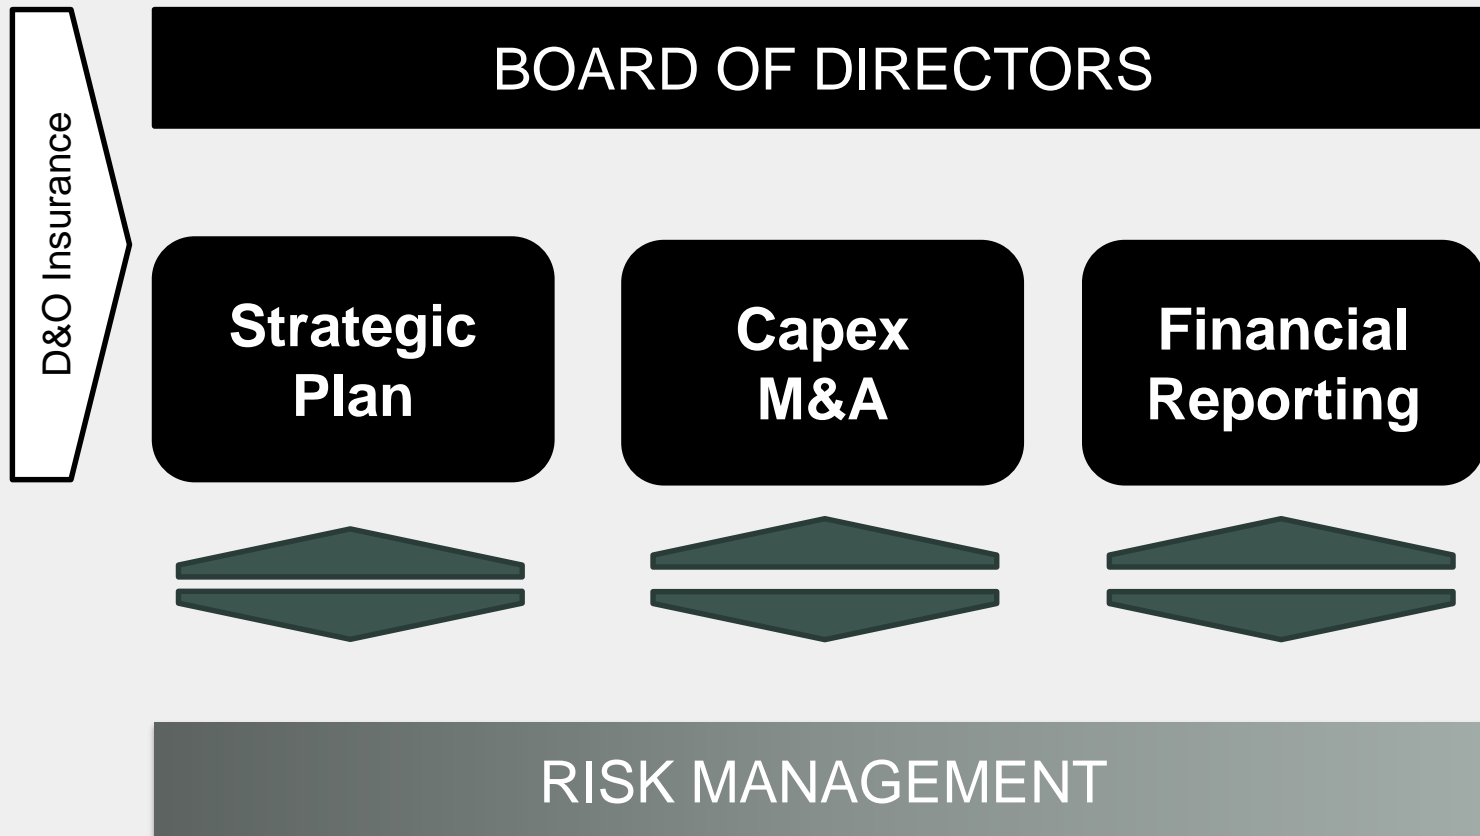 BOARD OF DIRECTORS
D&O Insurance
Strategic
Plan
Capex
M&A
Financial
Reporting
RISK MANAGEMENT